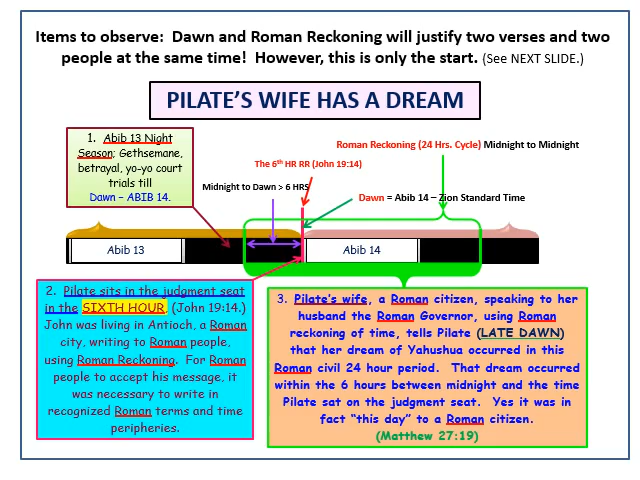 Items to observe:  Dawn and Roman Reckoning will justify two verses and two
people at the same time!  However, this is only the start. (See NEXT SLIDE.)
PILATE'S WIFE HAS A DREAM
Roman Reckoning (24 Hrs. Cycle) Midnight to Midnight
1.  Abib 13 Night
Season; Gethsemane,
betrayal, yo-yo court
trials till
Dawn – ABIB 14.
The 6th HR RR (John 19:14)
Midnight to Dawn > 6 HRS
Dawn = Abib 14 – Zion Standard Time
Abib 13
Abib 14
2.  Pilate sits in the judgment seat
in the SIXTH HOUR, (John 19:14.)
John was living in Antioch, a Roman
city, writing to Roman people,
using Roman Reckoning.  For Roman
people to accept his message, it
was necessary to write in
recognized Roman terms and time
peripheries.
3.  Pilate's wife, a Roman citizen, speaking to her
husband the Roman Governor, using Roman
reckoning of time, tells Pilate (LATE DAWN)
that her dream of Yahushua occurred in this
Roman civil 24 hour period.  That dream occurred
within the 6 hours between midnight and the time
Pilate sat on the judgment seat.  Yes it was in
fact "this day" to a Roman citizen.
(Matthew 27:19)